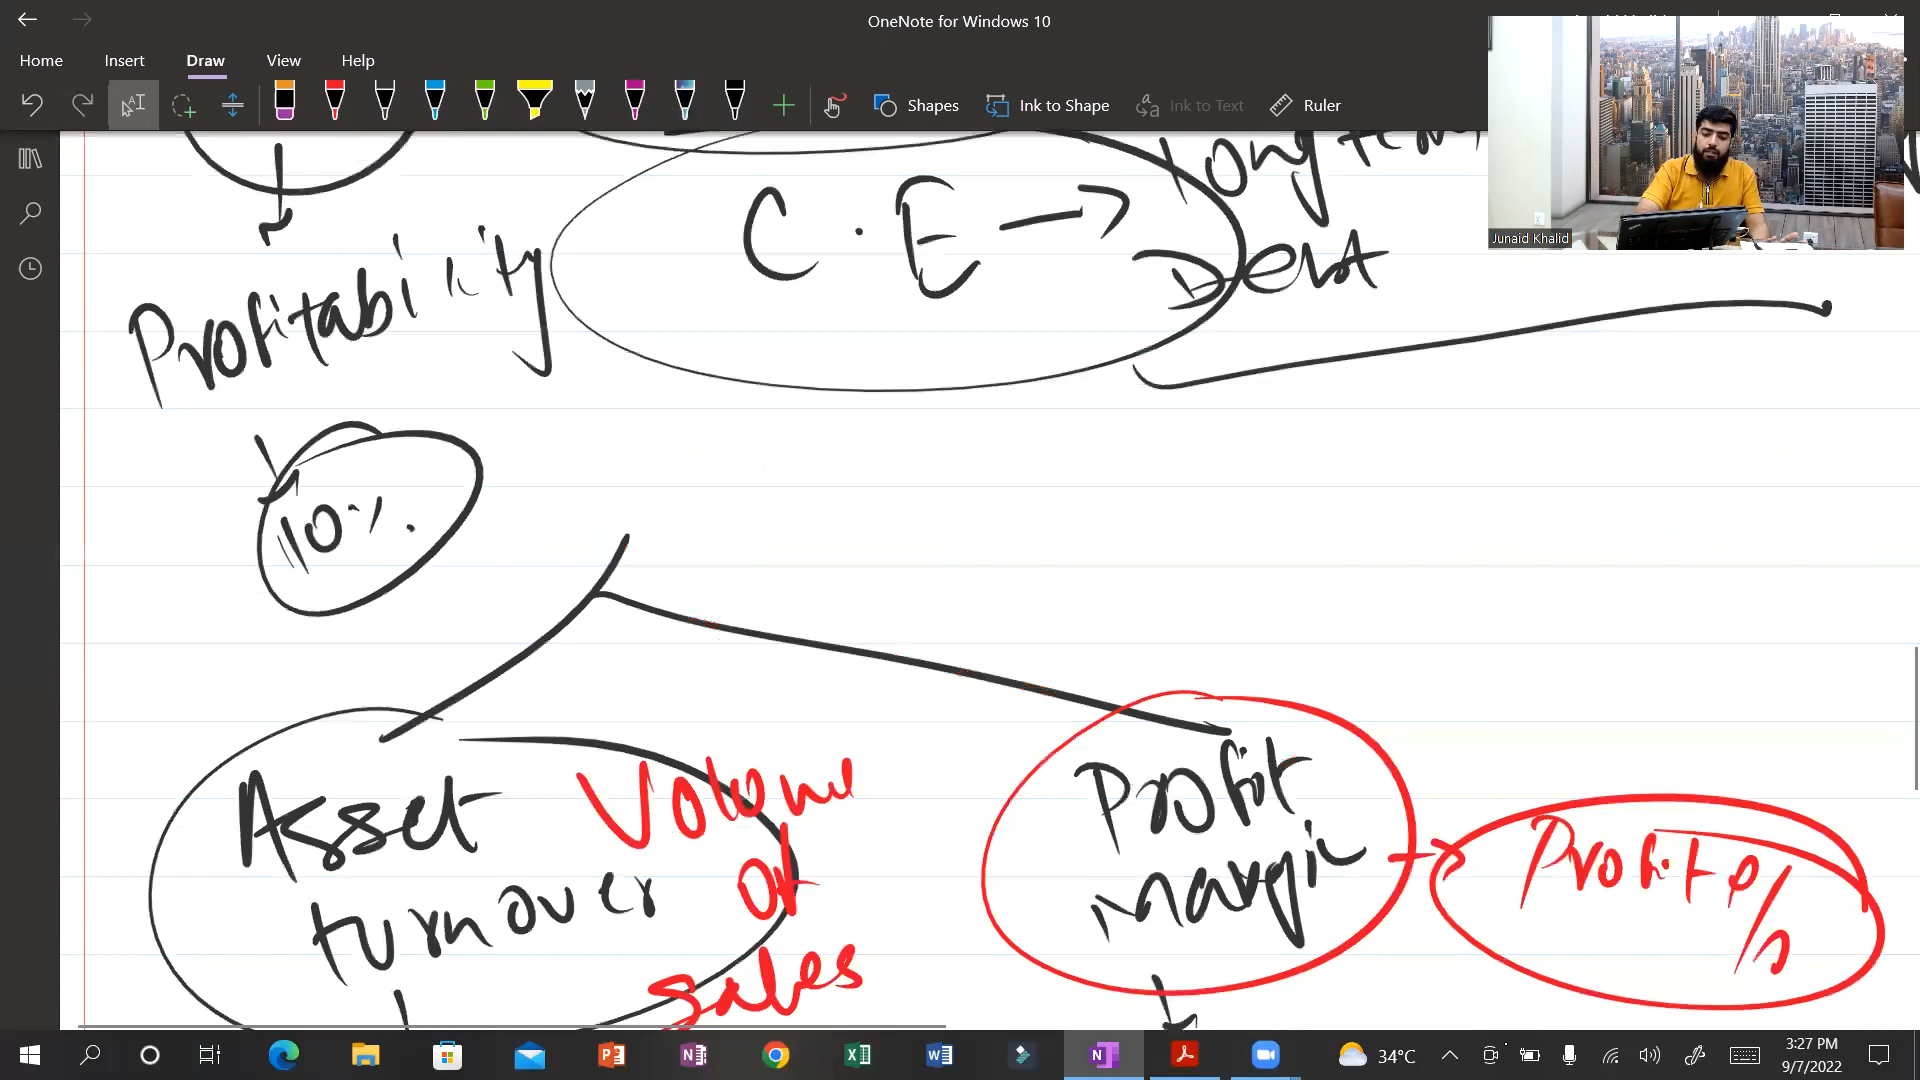 OneNote for Windows 10
Home Insert Draw View Help
Shapes Ink to Shape Ink to Text Ruler
Junaid Khalid
Long term
C.E → Debt
Profitability
10%
Asset turnover
Volume of sales
Profit margin
Profit p/s
34°C
3:27 PM
9/7/2022